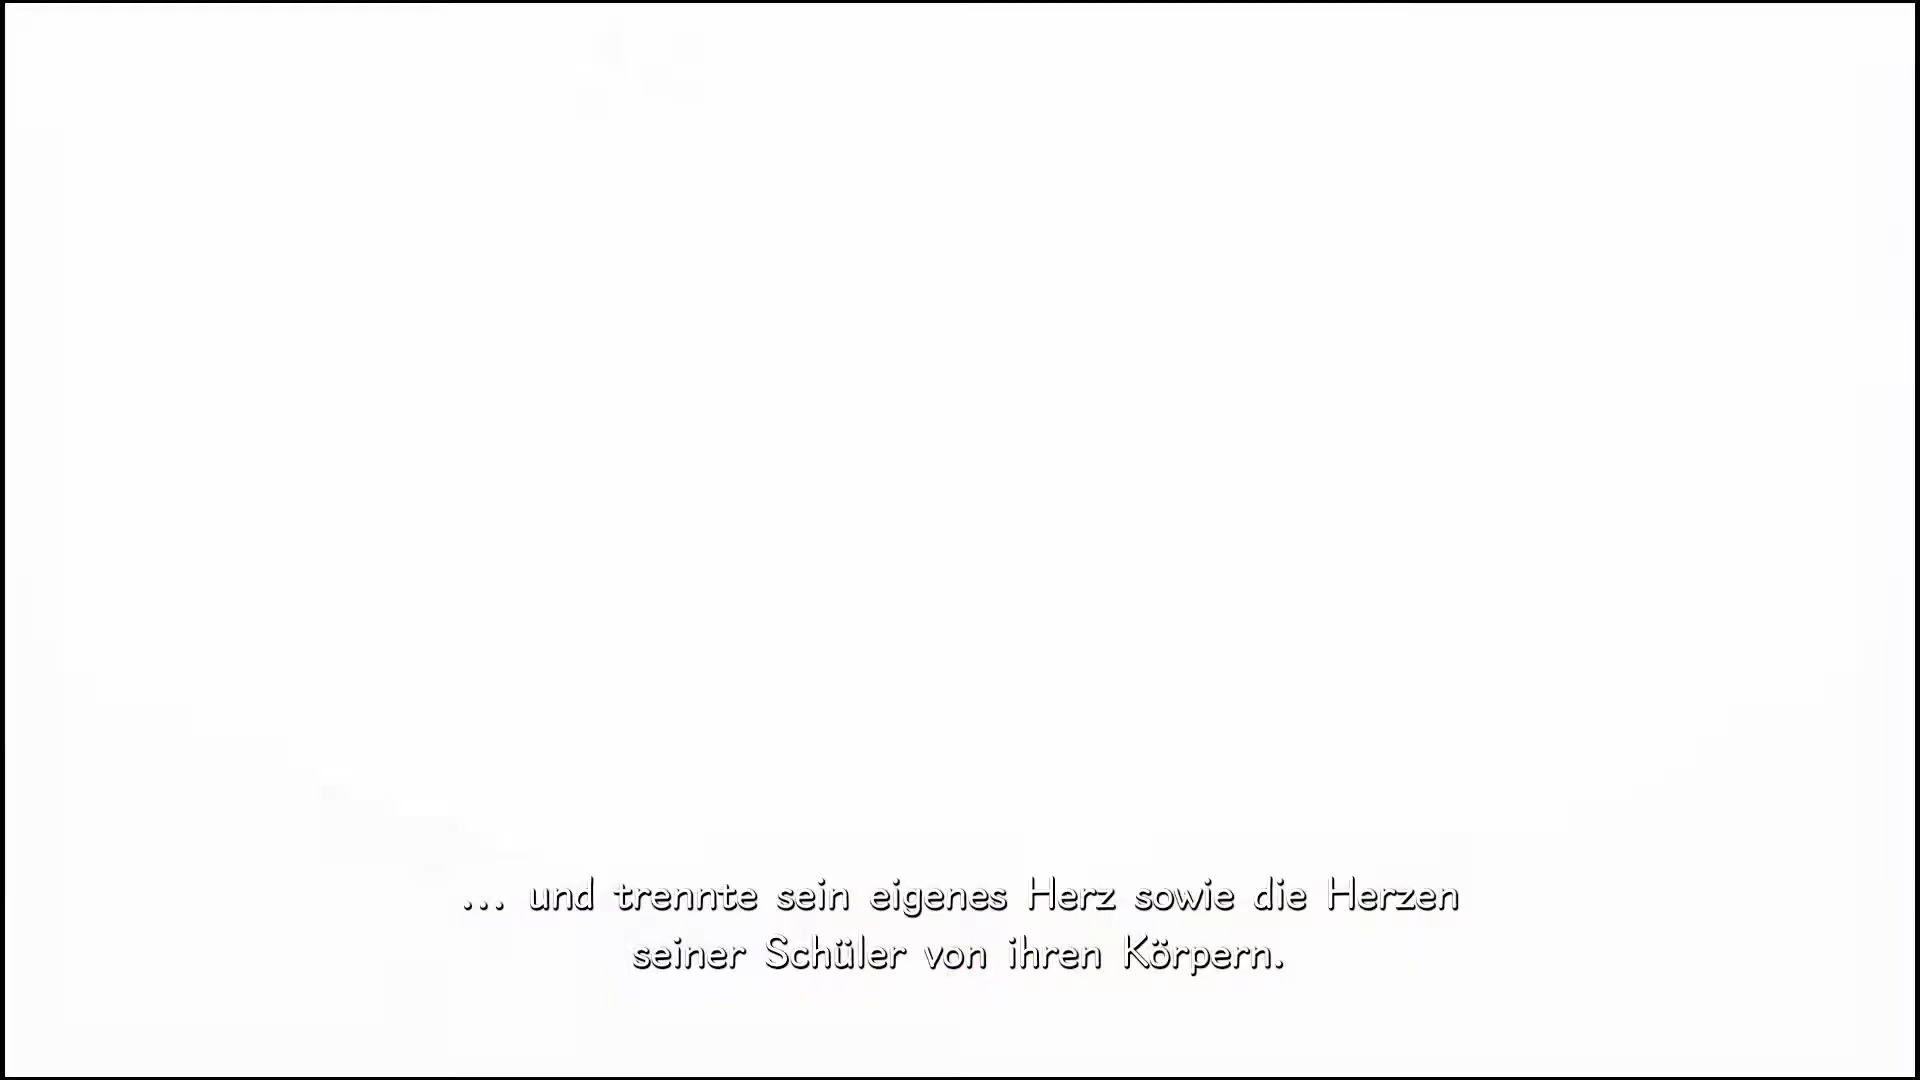 ... und trennte sein eigenes Herz sowie die Herzen
seiner Schüler von ihren Körpern.